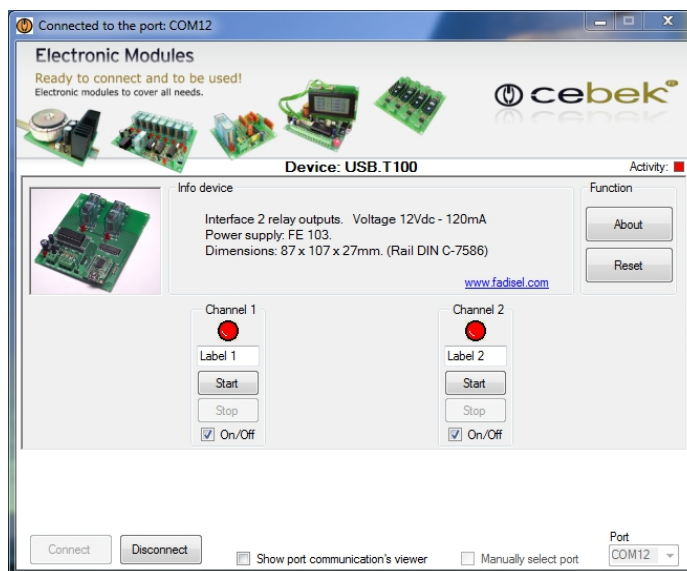 Connected to the port: COM12
Electronic Modules
Ready to connect and to be used!
Electronic modules to cover all needs.
cebek®
Device: USB.T100
Activity:
Info device
Function
Interface 2 relay outputs. Voltage 12Vdc - 120mA
Power supply: FE 103.
Dimensions: 87 x 107 x 27mm. (Rail DIN C-7586)
www.fadisel.com
About
Reset
Channel 1
Label 1
Start
Stop
On/Off
Channel 2
Label 2
Start
Stop
On/Off
Connect
Disconnect
Show port communication's viewer
Manually select port
Port
COM12